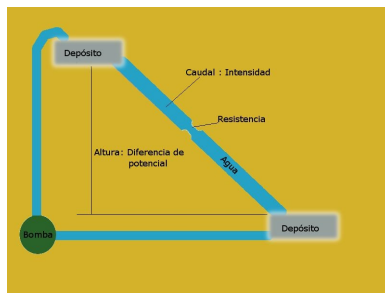 Depósito
Caudal : Intensidad
Resistencia
Altura: Diferencia de
potencial
Agua
Depósito
Bomba